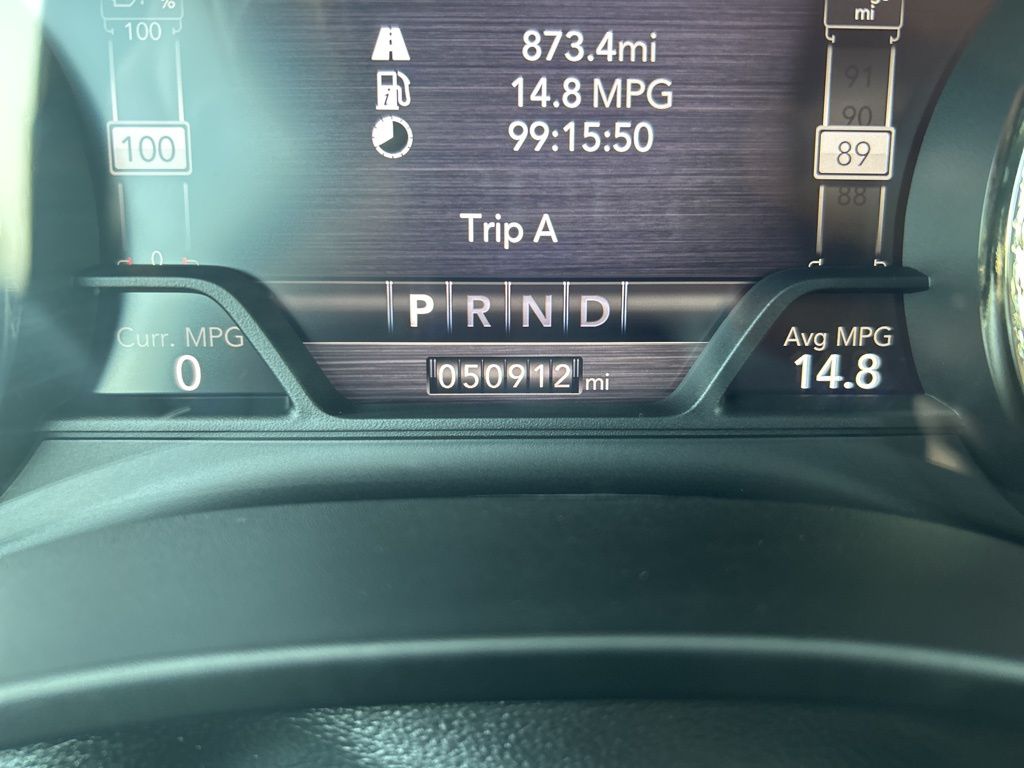 %
100
100
0
873.4mi
14.8 MPG
99:15:50
Trip A
mi
91
90
89
88
P R N D
Curr. MPG
0
050912 mi
Avg MPG
14.8